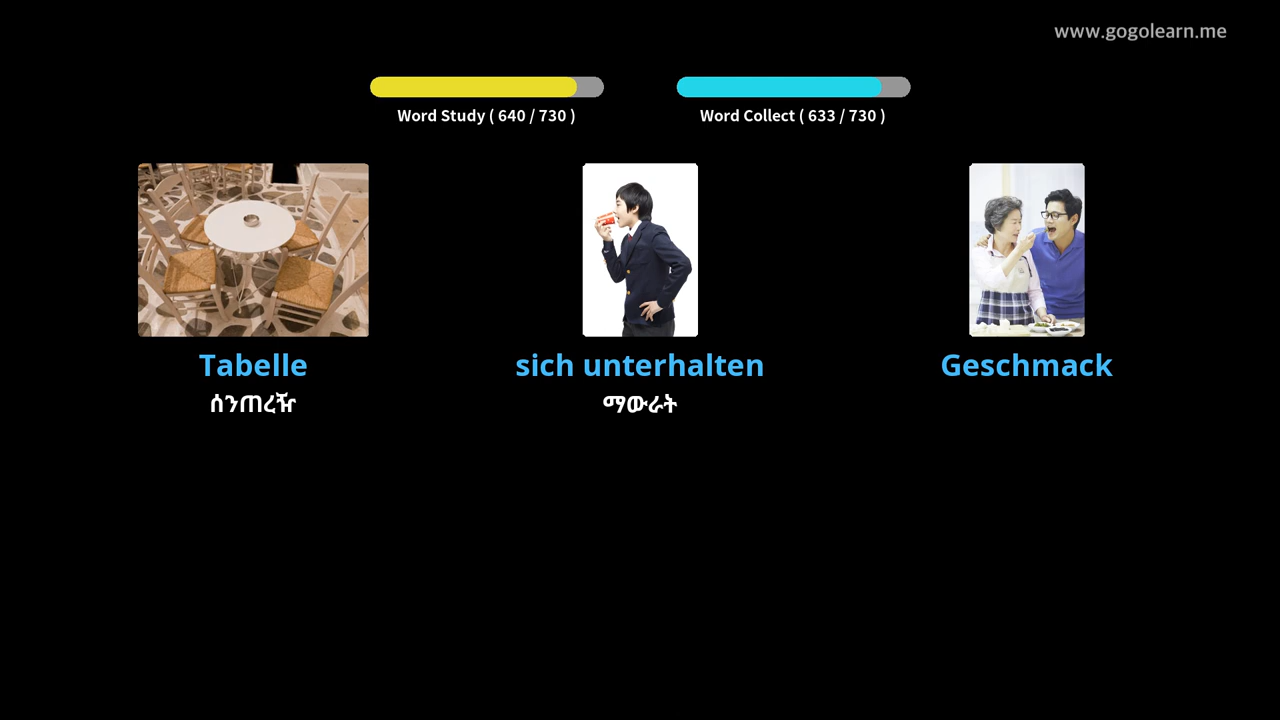 www.gogolearn.me
Word Study ( 640 / 730 )
Word Collect ( 633 / 730 )
Tabelle
ሰንጠረዥ
sich unterhalten
ማውራት
Geschmack